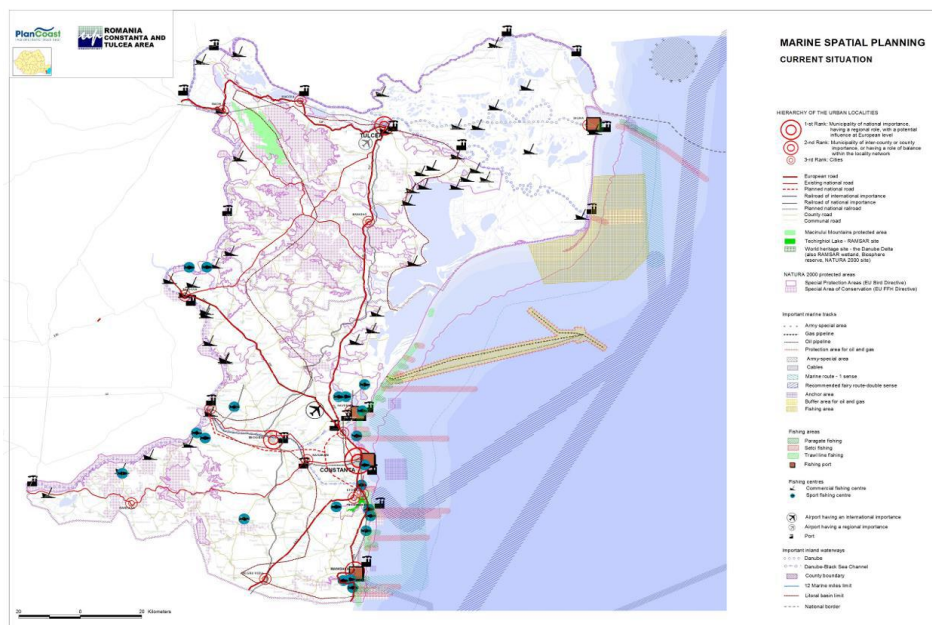 PlanCoast
ROMANIA
CONSTANTA AND
TULCEA AREA
MARINE SPATIAL PLANNING
CURRENT SITUATION
HIERARCHY OF THE URBAN LOCALITIES
1-st Rank: Municipality of national importance,
having a regional role, with a potential
influence at European level
2-nd Rank: Municipality of inter-county or county
importance, or having a role of balance
within the locality network
3-rd Rank: Cities
European road
Existing national road
Planned national road
Railroad of international importance
Railroad of national importance
Planned national railroad
County road
Communal road
Macinului Mountains protected area
Techirghiol Lake - RAMSAR site
World heritage site - the Danube Delta
(also RAMSAR wetland, Biosphere
reserve, NATURA 2000 site)
NATURA 2000 protected areas
Special Protection Areas (EU Bird Directive)
Special Area of Conservation (EU FFH Directive)
Important marine tracks
Army special area
Gas pipeline
Oil pipeline
Protection area for oil and gas
Army-special area
Cables
Marine route - 1 sense
Recommended fairy route-double sense
Anchor area
Buffer area for oil and gas
Fishing area
Fishing areas
Paragate fishing
Setci fishing
Trawl line fishing
Fishing port
Fishing centres
Commercial fishing centre
Sport fishing centre
Airport having an international importance
Airport having a regional importance
Port
Important inland waterways
Danube
Danube-Black Sea Channel
County boundary
12 Marine miles limit
Litoral basin limit
National border
TULCEA
CONSTANTA
20 0 20 Kilometers